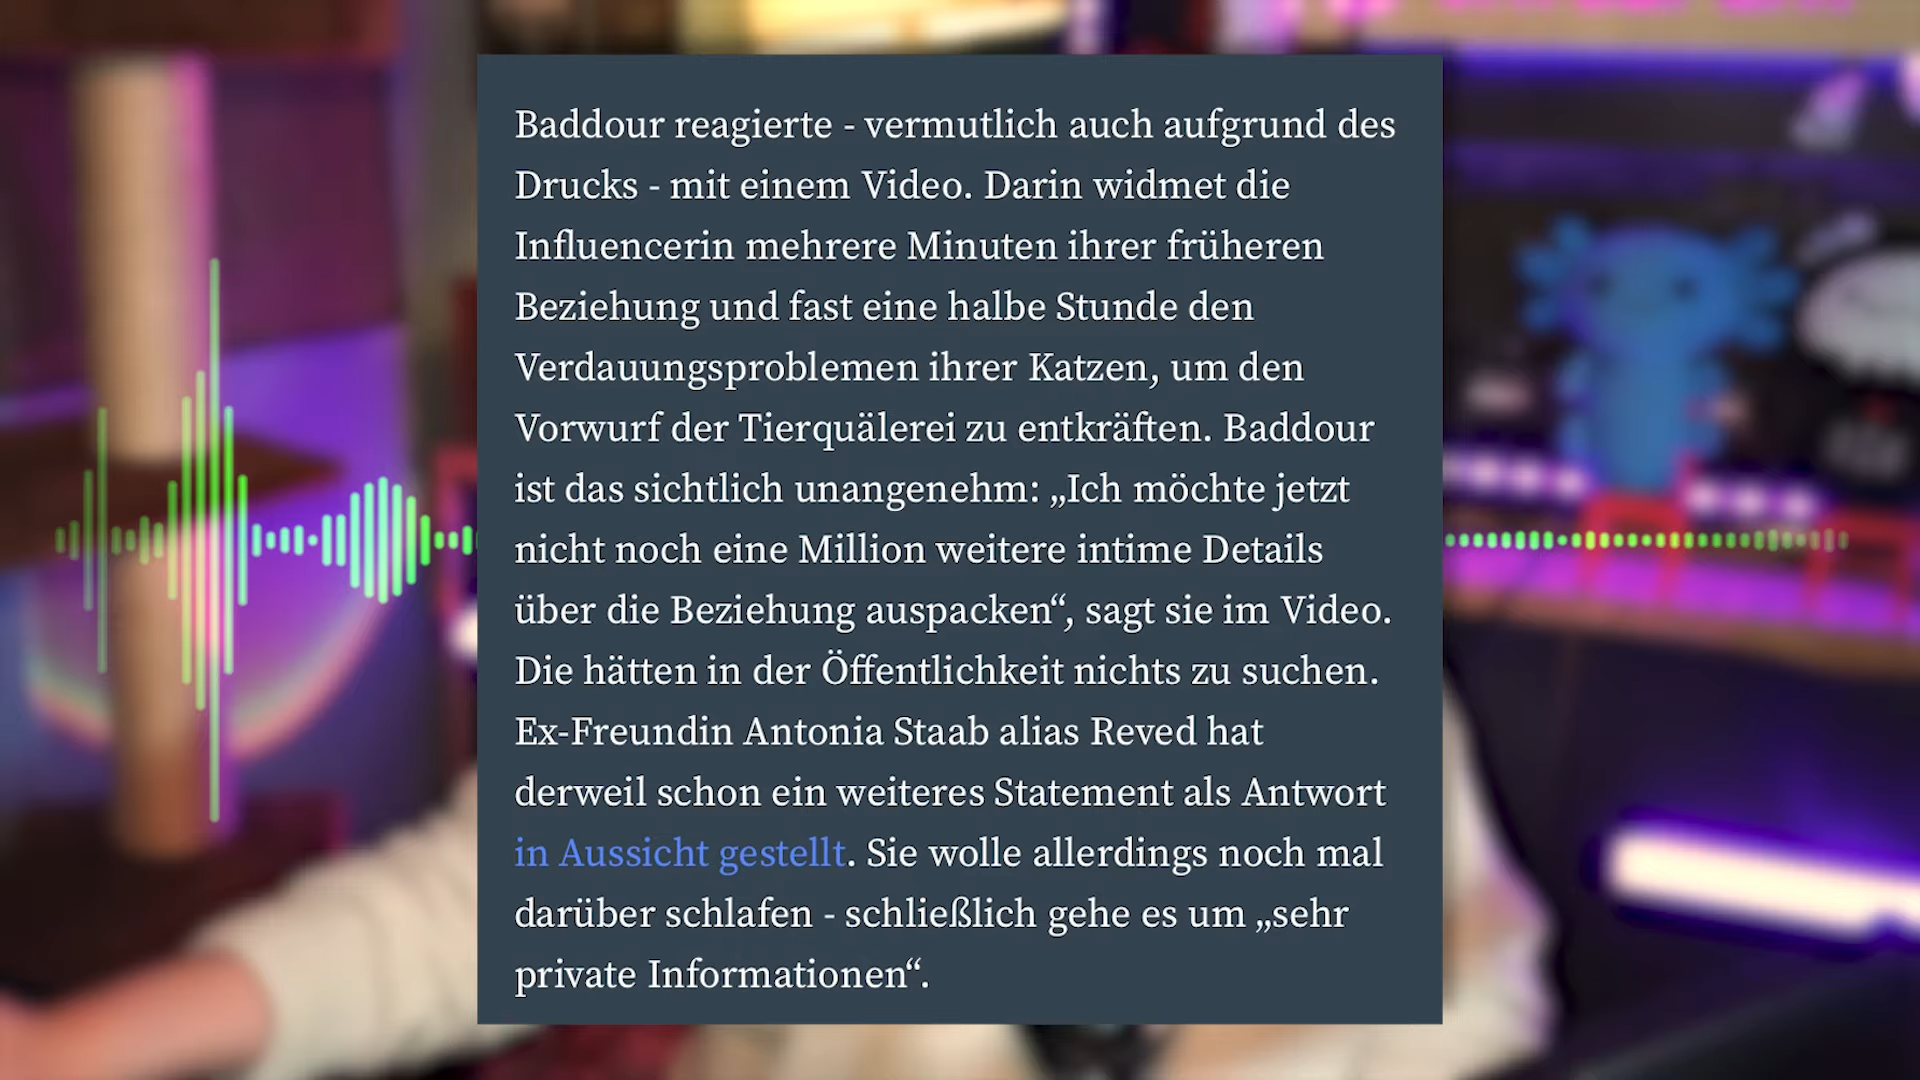 Baddour reagierte - vermutlich auch aufgrund des
Drucks - mit einem Video. Darin widmet die
Influencerin mehrere Minuten ihrer früheren
Beziehung und fast eine halbe Stunde den
Verdauungsproblemen ihrer Katzen, um den
Vorwurf der Tierquälerei zu entkräften. Baddour
ist das sichtlich unangenehm: „Ich möchte jetzt
nicht noch eine Million weitere intime Details
über die Beziehung auspacken“, sagt sie im Video.
Die hätten in der Öffentlichkeit nichts zu suchen.
Ex-Freundin Antonia Staab alias Reved hat
derweil schon ein weiteres Statement als Antwort
in Aussicht gestellt. Sie wolle allerdings noch mal
darüber schlafen - schließlich gehe es um „sehr
private Informationen“.